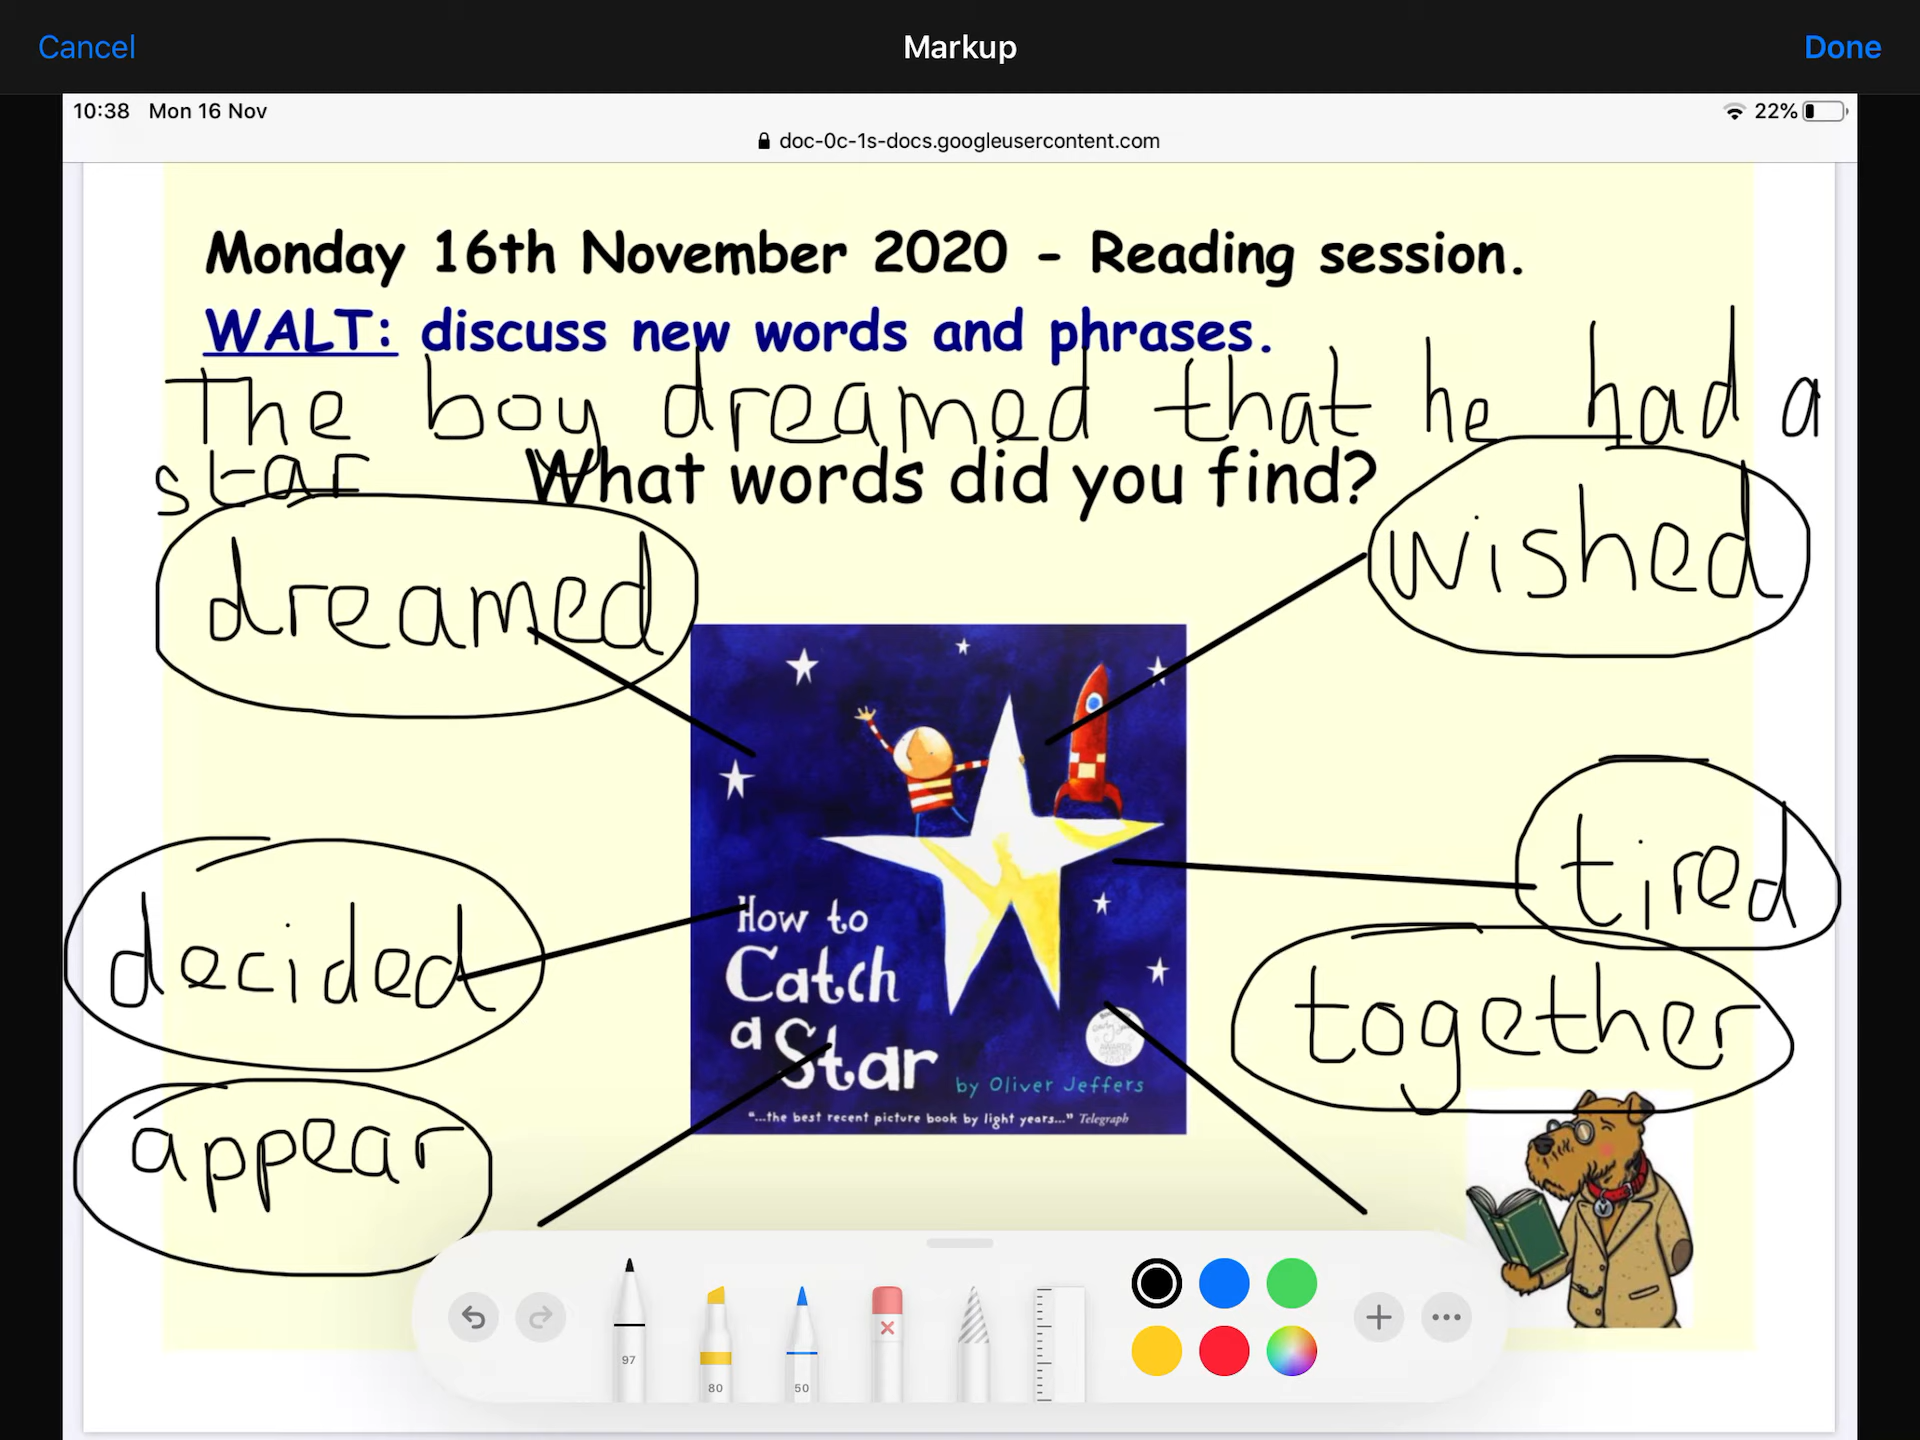 Cancel Markup Done
10:38 Mon 16 Nov 22%
doc-0c-1s-docs.googleusercontent.com
Monday 16th November 2020 - Reading session.
WALT: discuss new words and phrases.
The boy dreamed that he had a
star
What words did you find?
dreamed
wished
decided
tired
together
appear
How to
Catch
a Star
by Oliver Jeffers
"...the best recent picture book by light years..." Telegraph
97
80
50
V